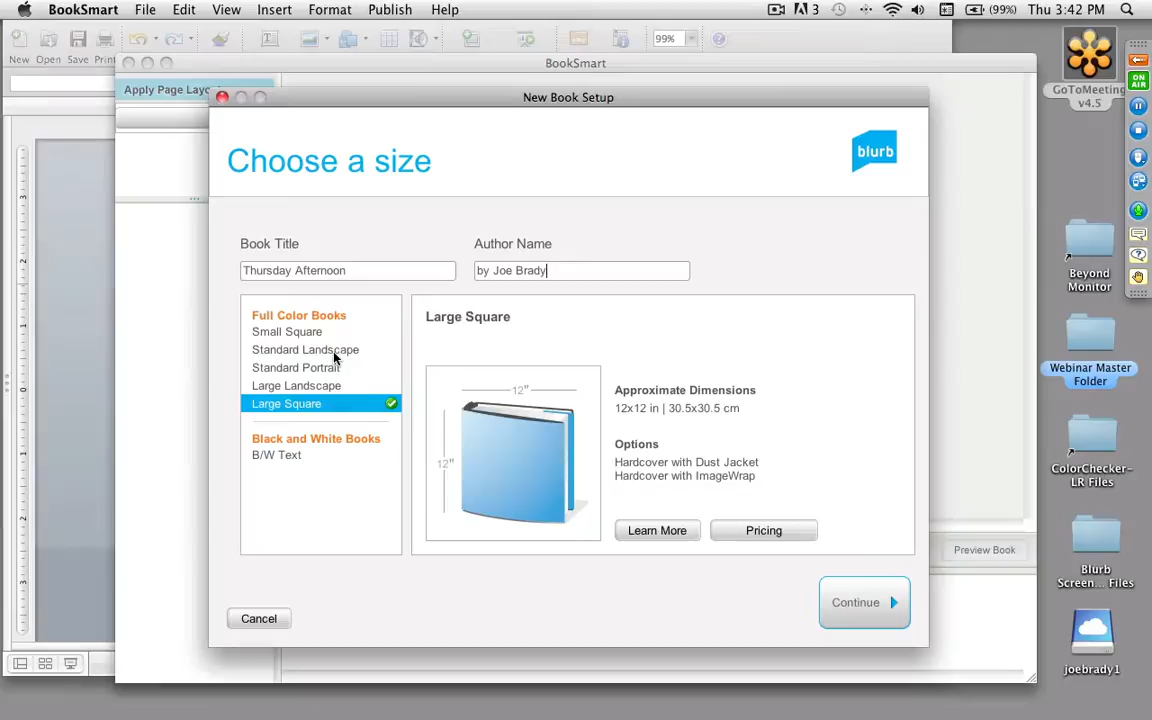 BookSmart File Edit View Insert Format Publish Help 3 (99%) Thu 3:42 PM
New Open Save Print 99%
BookSmart
Apply Page Layo
New Book Setup
GoToMeeting
v4.5
ON
AIR
Choose a size
blurb
Book Title Author Name
Thursday Afternoon by Joe Brady
Full Color Books
Small Square
Standard Landscape
Standard Portrait
Large Landscape
Large Square
Black and White Books
B/W Text
Large Square
12"
12"
Approximate Dimensions
12x12 in | 30.5x30.5 cm
Options
Hardcover with Dust Jacket
Hardcover with ImageWrap
Learn More Pricing
Cancel Continue
Preview Book
Beyond
Monitor
Webinar Master
Folder
ColorChecker-
LR Files
Blurb
Screen... Files
joebrady1